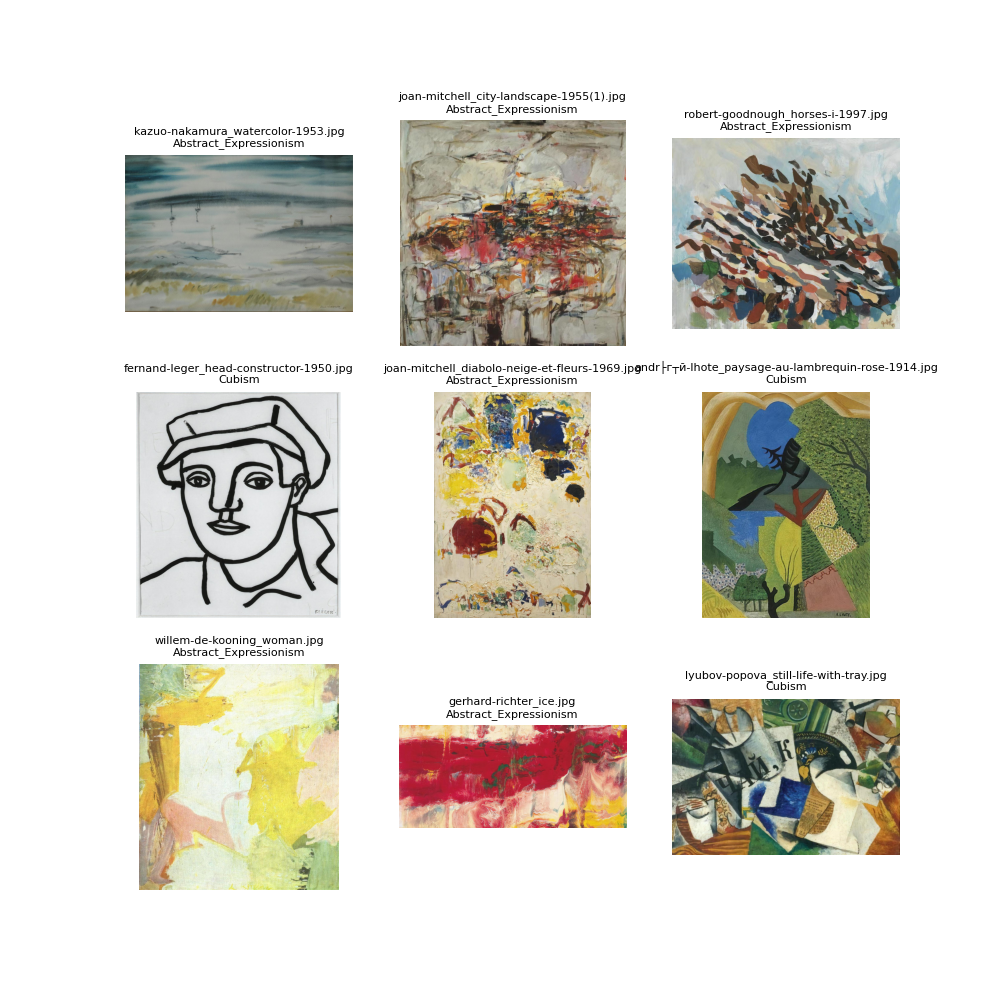 joan-mitchell_city-landscape-1955(1).jpg
Abstract_Expressionism
robert-goodnough_horses-i-1997.jpg
Abstract_Expressionism
kazuo-nakamura_watercolor-1953.jpg
Abstract_Expressionism
fernand-leger_head-constructor-1950.jpg
Cubism
joan-mitchell_diabolo-neige-et-fleurs-1969.jpg
Abstract_Expressionism
andr├г┬й-lhote_paysage-au-lambrequin-rose-1914.jpg
Cubism
willem-de-kooning_woman.jpg
Abstract_Expressionism
gerhard-richter_ice.jpg
Abstract_Expressionism
lyubov-popova_still-life-with-tray.jpg
Cubism
ЧАЙ, К